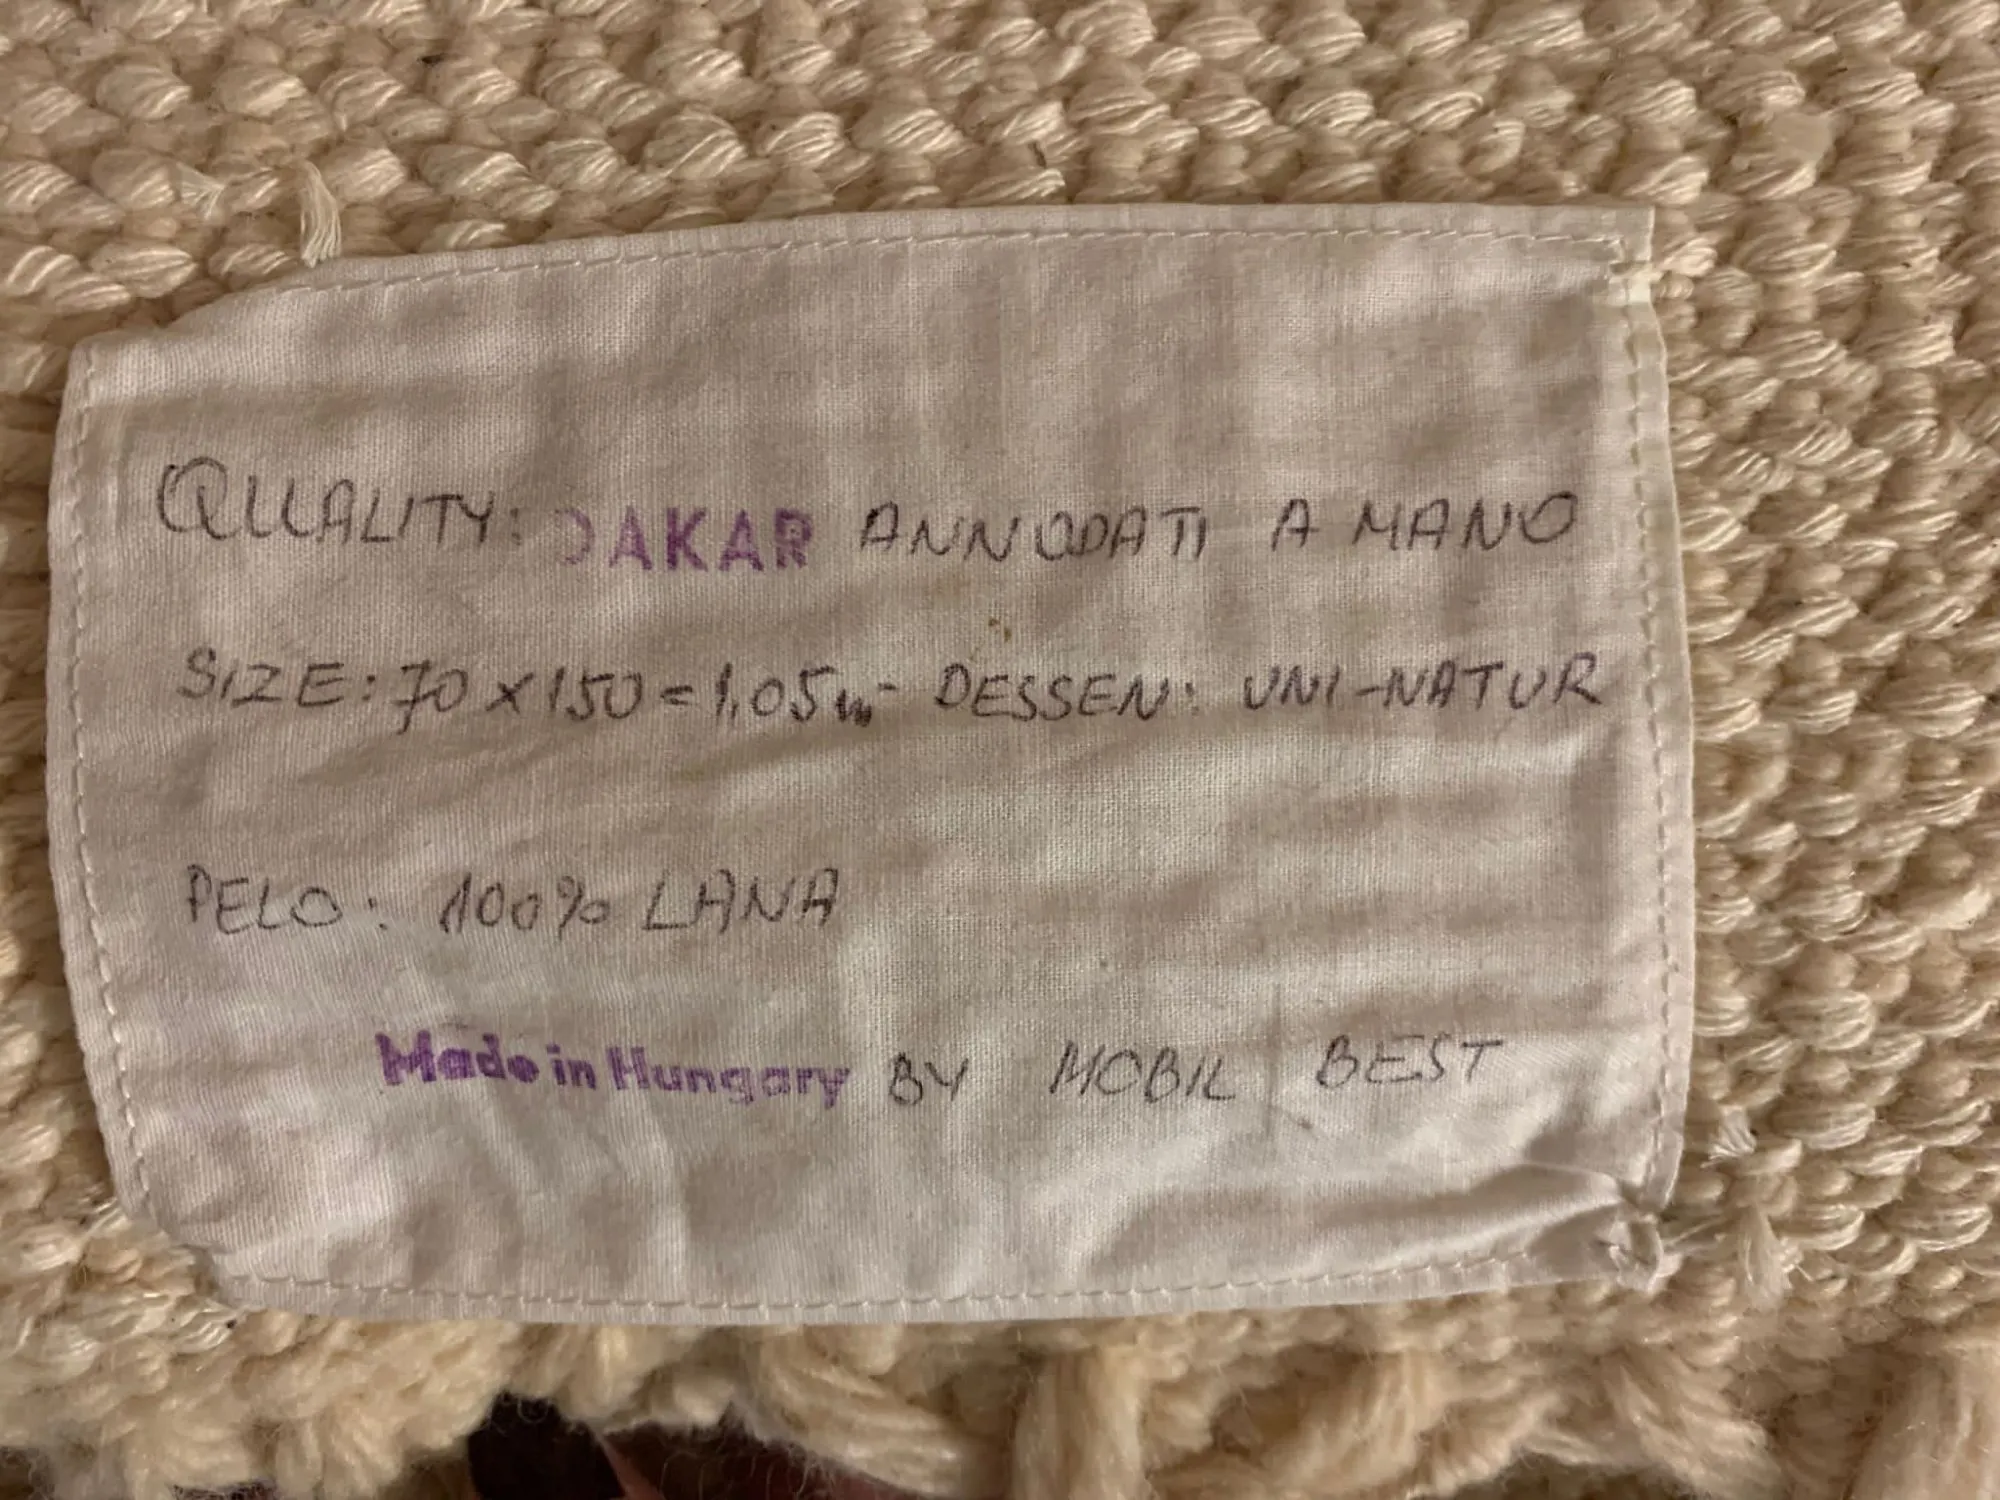 QUALITY: DAKAR ANNODATI A MANO
SIZE: 70 x 150 = 1,05 m DESSEN: UNI-NATUR
PELO: 100% LANA
Made in Hungary BY MOBIL BEST